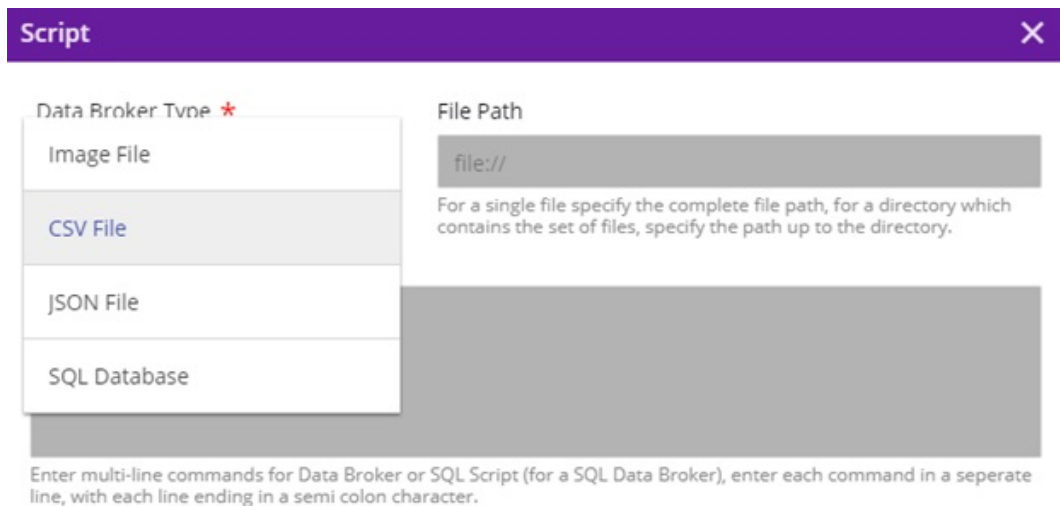 Script
Data Broker Type *
File Path
Image File
CSV File
JSON File
SQL Database
file://
For a single file specify the complete file path, for a directory which
contains the set of files, specify the path up to the directory.
Enter multi-line commands for Data Broker or SQL Script (for a SQL Data Broker), enter each command in a seperate
line, with each line ending in a semi colon character.